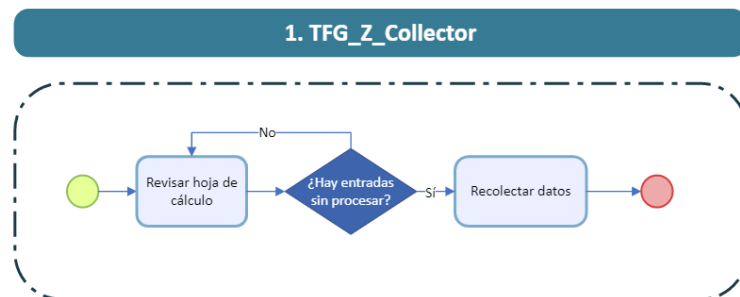 1. TFG_Z_Collector
No
Revisar hoja de
cálculo
¿Hay entradas
sin procesar?
Sí
Recolectar datos